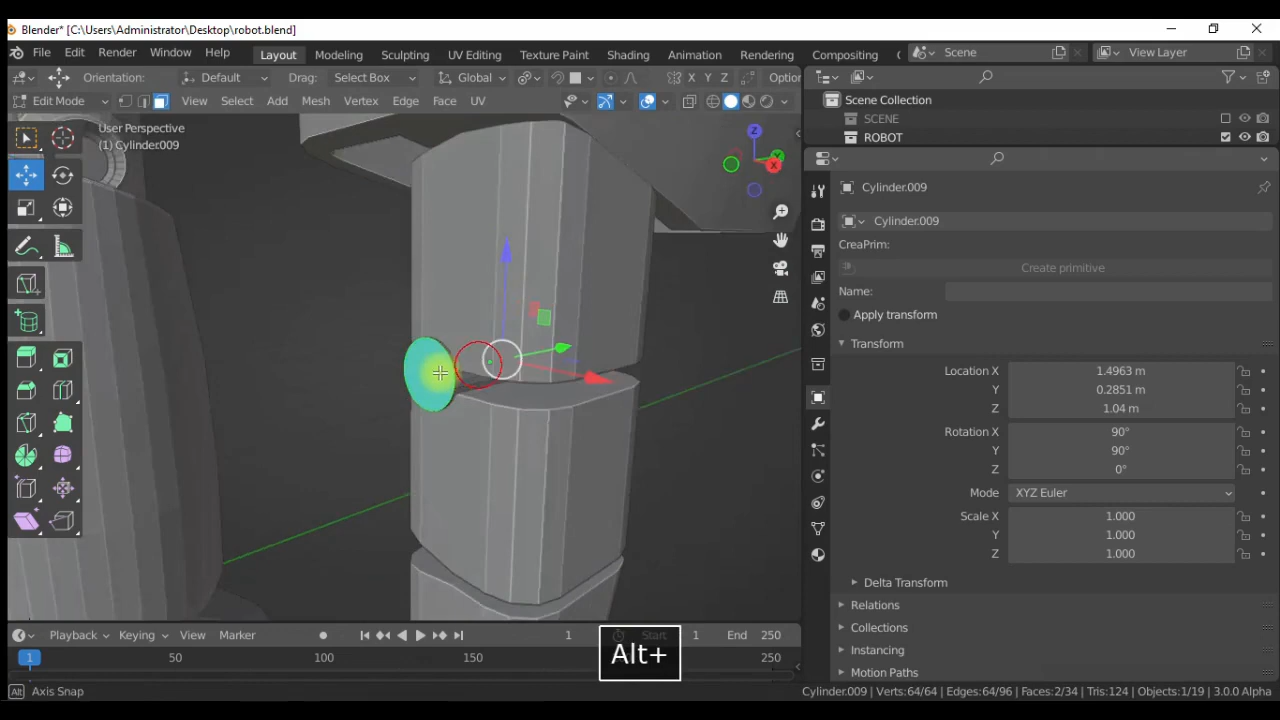 Blender* [C:\Users\Administrator\Desktop\robot.blend]
File Edit Render Window Help Layout Modeling Sculpting UV Editing Texture Paint Shading Animation Rendering Compositing Scene View Layer
Orientation: Default Drag: Select Box Global X Y Z Option
Edit Mode View Select Add Mesh Vertex Edge Face UV
User Perspective
(1) Cylinder.009
Z
Y
X
Scene Collection
SCENE
ROBOT
Cylinder.009
Cylinder.009
CreaPrim:
Create primitive
Name:
Apply transform
Transform
Location X 1.4963 m
Y 0.2851 m
Z 1.04 m
Rotation X 90°
Y 90°
Z 0°
Mode XYZ Euler
Scale X 1.000
Y 1.000
Z 1.000
Delta Transform
Relations
Collections
Instancing
Motion Paths
Playback Keying View Marker 1 Start 1 End 250
1 50 100 150 250
Alt+
Alt Axis Snap
Cylinder.009 | Verts:64/64 | Edges:64/96 | Faces:2/34 | Tris:124 | Objects:1/19 | 3.0.0 Alpha